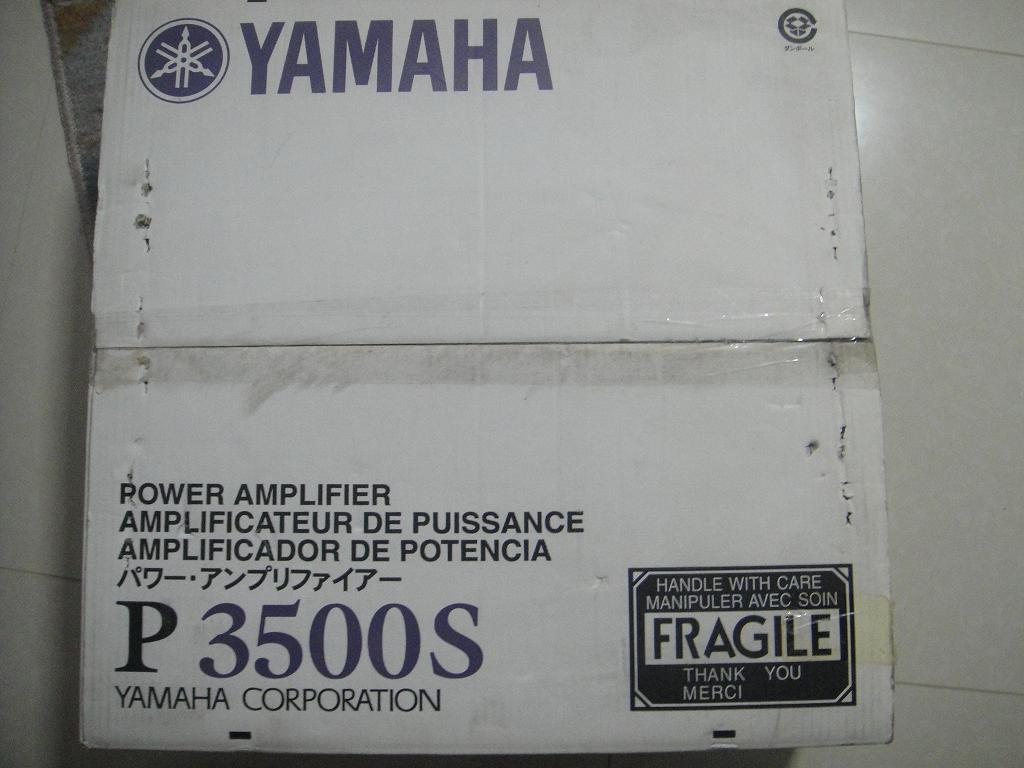 YAMAHA
ダンボール
POWER AMPLIFIER
AMPLIFICATEUR DE PUISSANCE
AMPLIFICADOR DE POTENCIA
パワー・アンプリファイアー
P 3500S
YAMAHA CORPORATION
HANDLE WITH CARE
MANIPULER AVEC SOIN
FRAGILE
THANK YOU
MERCI